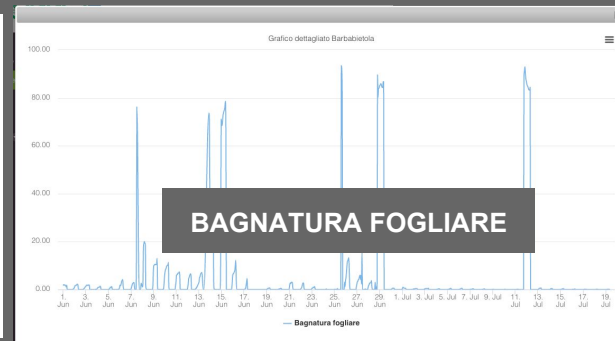 Grafico dettagliato Barbabietola
100.00
80.00
60.00
40.00
20.00
0.00
BAGNATURA FOGLIARE
1. Jun
3. Jun
5. Jun
7. Jun
9. Jun
11. Jun
13. Jun
15. Jun
17. Jun
19. Jun
21. Jun
23. Jun
25. Jun
27. Jun
29. Jun
1. Jul
3. Jul
5. Jul
7. Jul
9. Jul
11. Jul
13. Jul
15. Jul
17. Jul
19. Jul
Bagnatura fogliare